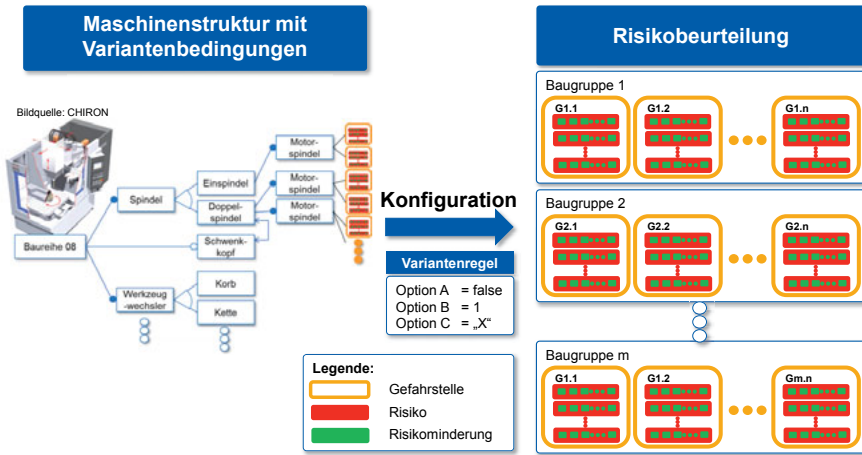 Maschinenstruktur mit
Variantenbedingungen
Bildquelle: CHIRON
Baureihe 08
Spindel
Werkzeug
-wechsler
Einspindel
Doppel-
spindel
Schwenk-
kopf
Korb
Kette
Motor-
spindel
Motor-
spindel
Motor-
spindel
Konfiguration
Variantenregel
Option A = false
Option B = 1
Option C = „X“
Legende:
Gefahrstelle
Risiko
Risikominderung
Risikobeurteilung
Baugruppe 1
G1.1 G1.2 G1.n
Baugruppe 2
G2.1 G2.2 G2.n
Baugruppe m
G1.1 G1.2 Gm.n